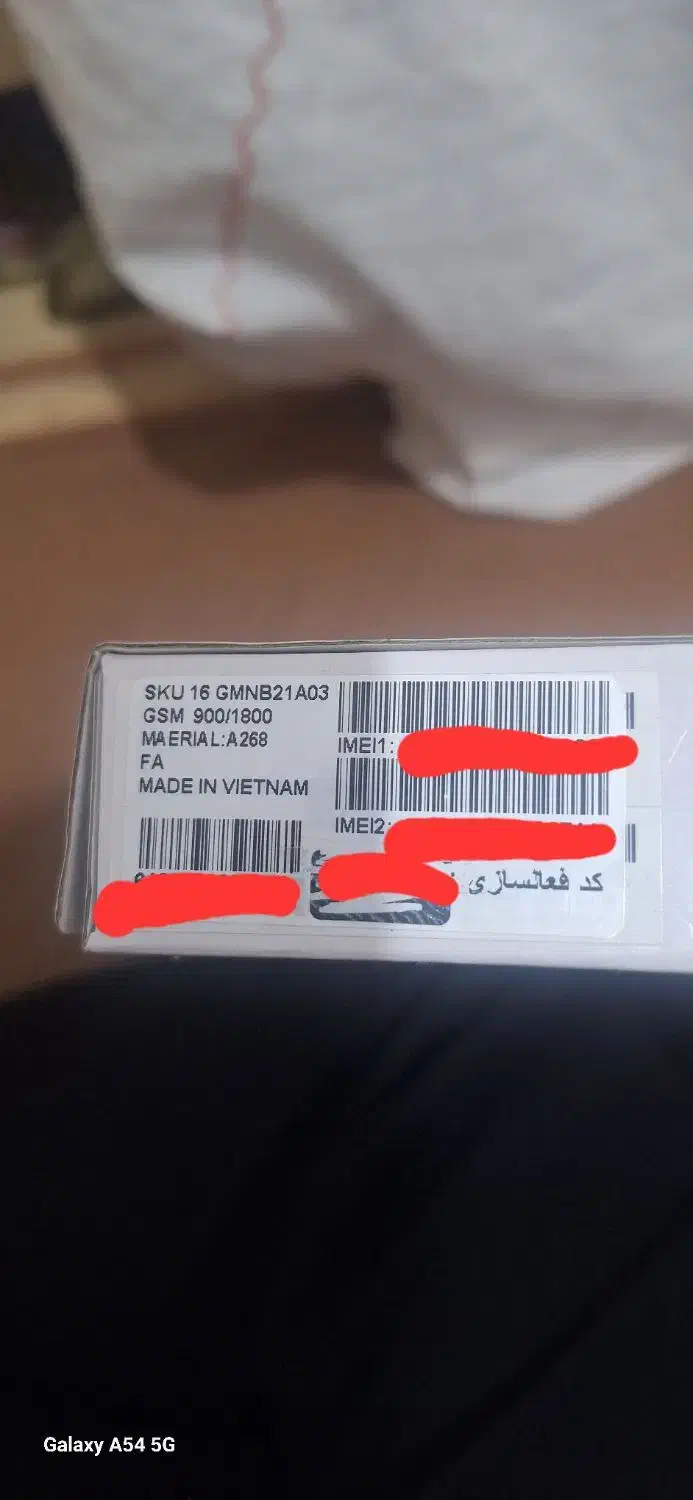 SKU 16 GMNB21A03
GSM 900/1800
MAERIAL:A268
FA
MADE IN VIETNAM
IMEI1:
IMEI2:
کد فعالسازی
Galaxy A54 5G